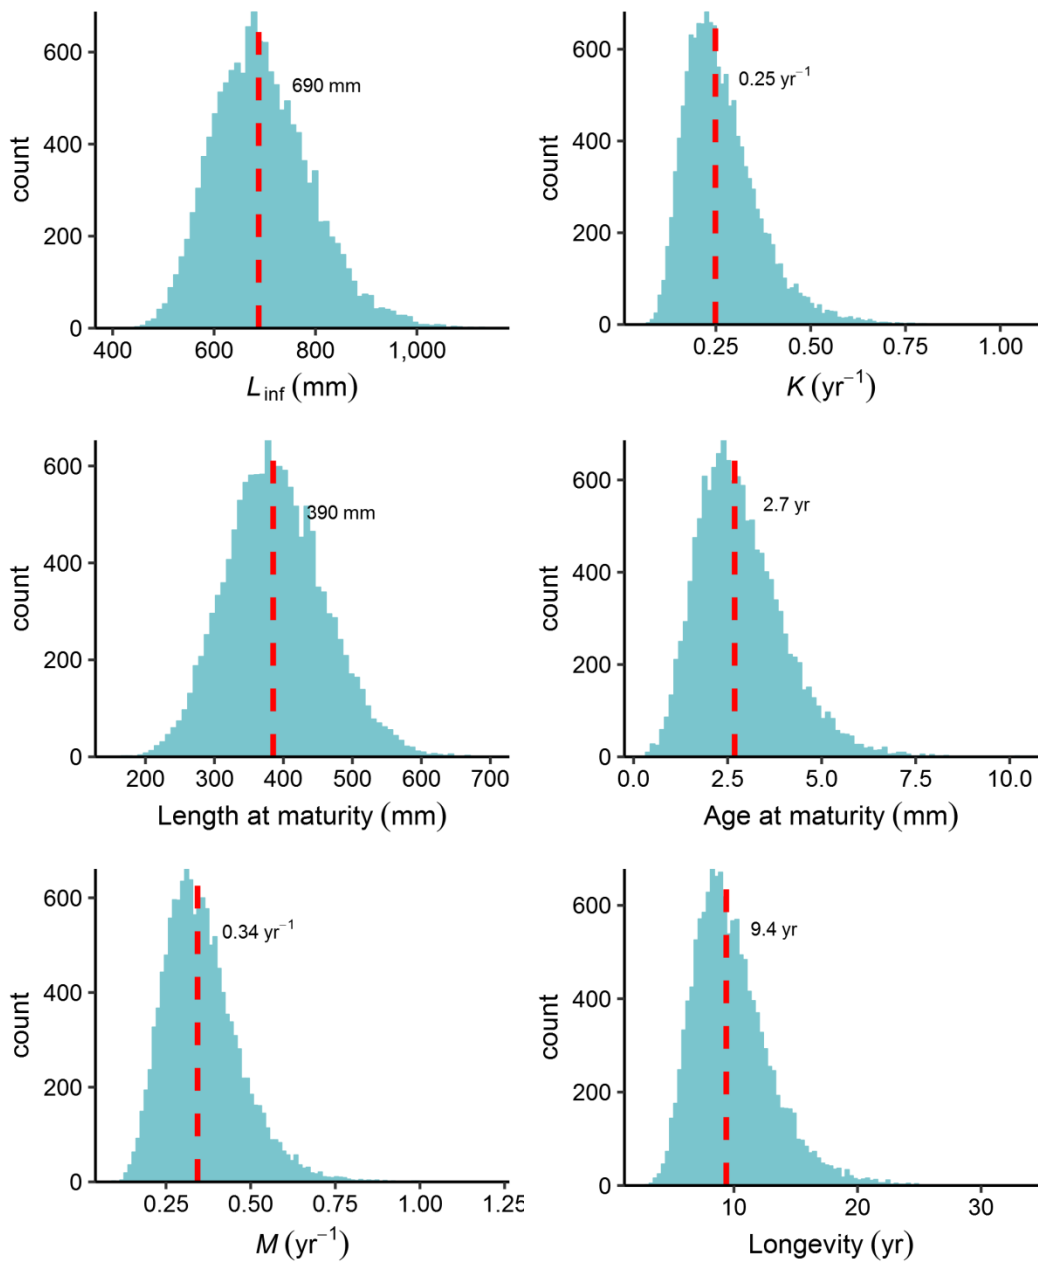 600
400
200
0
count
690 mm
400
600
800
1,000
L inf (mm)
600
400
200
0
count
0.25 yr⁻¹
0.25
0.50
0.75
1.00
K (yr⁻¹)
600
400
200
0
count
390 mm
200
300
400
500
600
700
Length at maturity (mm)
600
400
200
0
count
2.7 yr
0.0
2.5
5.0
7.5
10.0
Age at maturity (mm)
600
400
200
0
count
0.34 yr⁻¹
0.25
0.50
0.75
1.00
1.25
M (yr⁻¹)
600
400
200
0
count
9.4 yr
10
20
30
Longevity (yr)